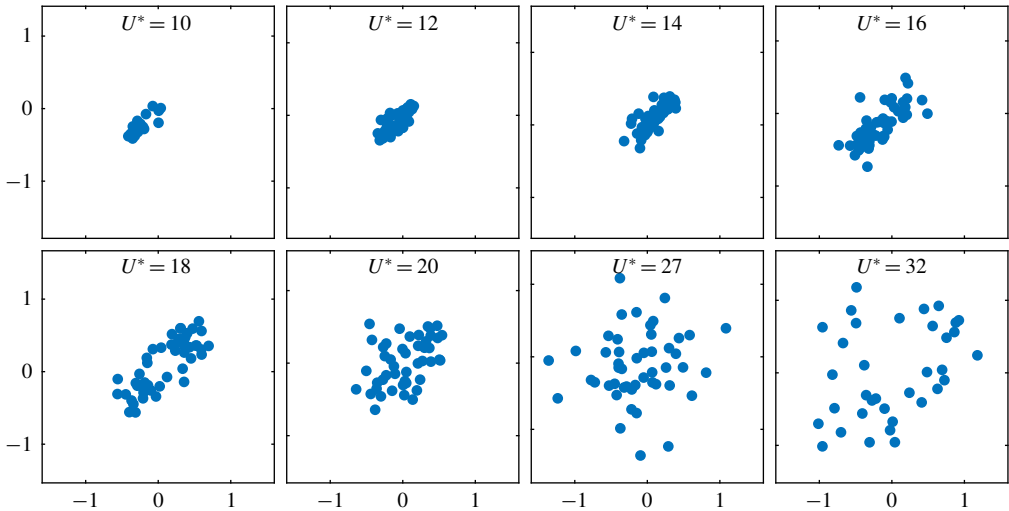 U* = 10
U* = 12
U* = 14
U* = 16
1
0
−1
U* = 18
U* = 20
U* = 27
U* = 32
1
0
−1
−1 0 1
−1 0 1
−1 0 1
−1 0 1